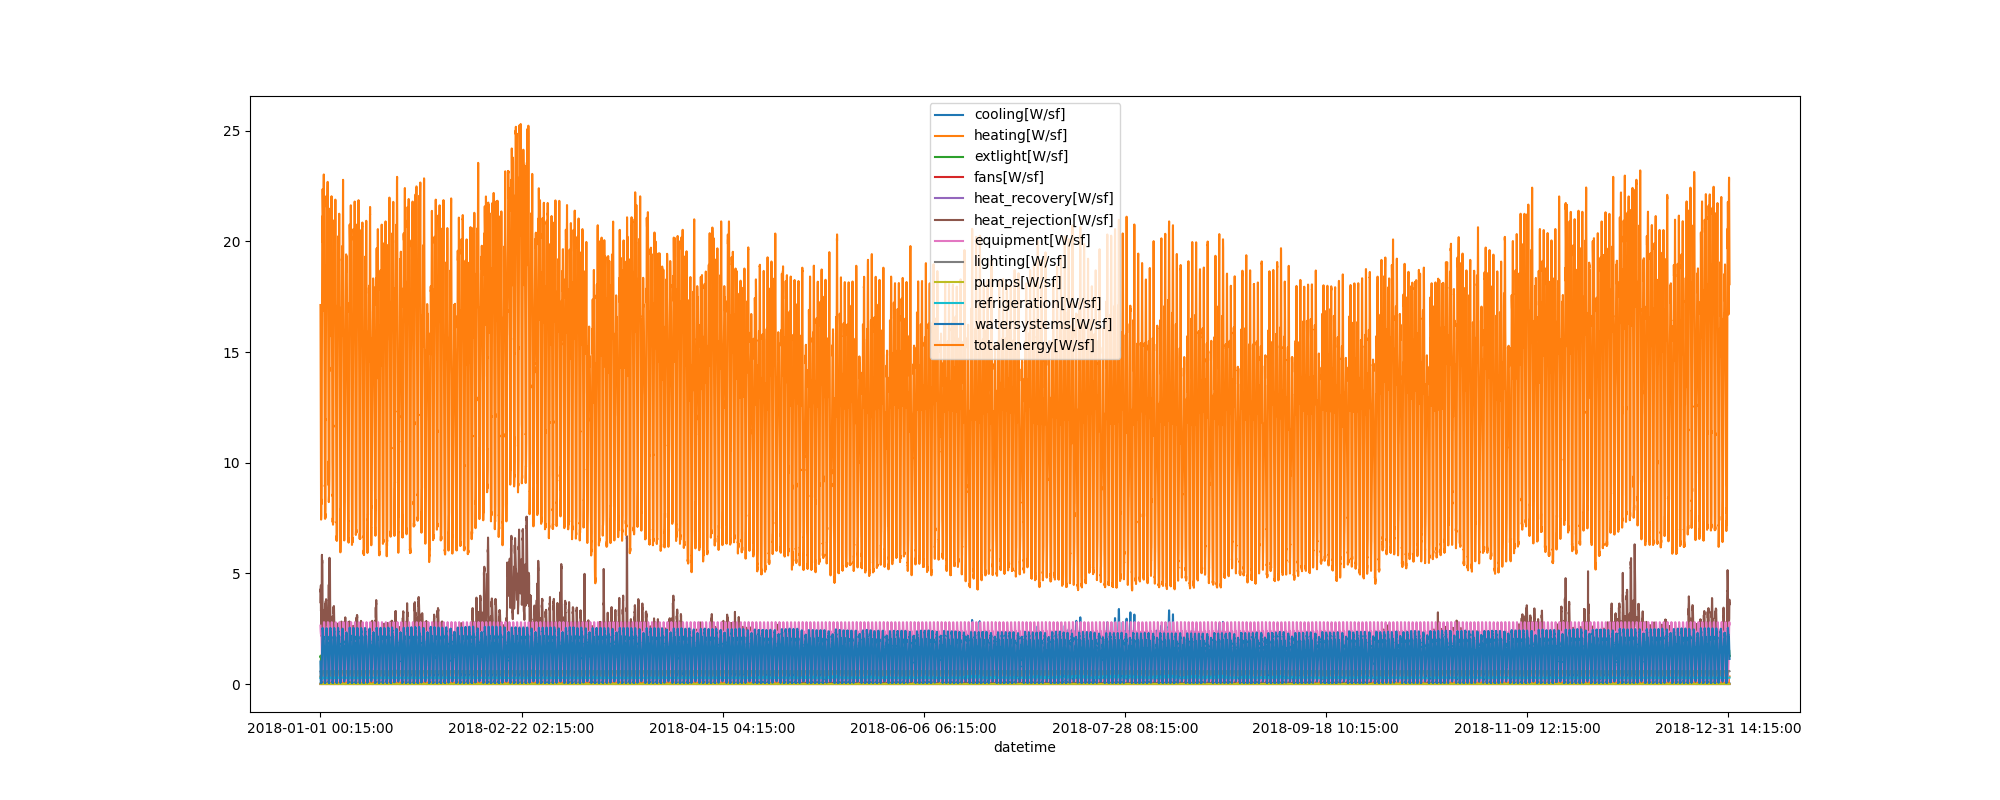 25
20
15
10
5
0
cooling[W/sf]
heating[W/sf]
extlight[W/sf]
fans[W/sf]
heat_recovery[W/sf]
heat_rejection[W/sf]
equipment[W/sf]
lighting[W/sf]
pumps[W/sf]
refrigeration[W/sf]
watersystems[W/sf]
totalenergy[W/sf]
2018-01-01 00:15:00 2018-02-22 02:15:00 2018-04-15 04:15:00 2018-06-06 06:15:00 2018-07-28 08:15:00 2018-09-18 10:15:00 2018-11-09 12:15:00 2018-12-31 14:15:00
datetime